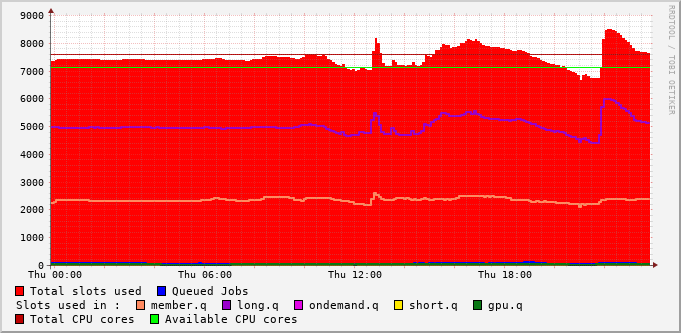 RRDTOOL / TOBI OETIKER
9000
8000
7000
6000
5000
4000
3000
2000
1000
0
Thu 00:00 Thu 06:00 Thu 12:00 Thu 18:00
Total slots used Queued Jobs
Slots used in : member.q long.q ondemand.q short.q gpu.q
Total CPU cores Available CPU cores